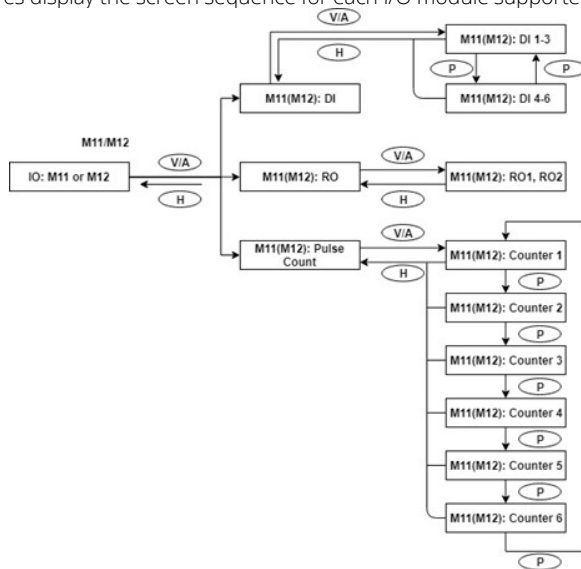 es display the screen sequence for each I/O module supporte
V/A
M11(M12): DI 1-3
H
P
P
M11(M12): DI
M11(M12): DI 4-6
M11/M12
V/A
V/A
IO: M11 or M12
M11(M12): RO
M11(M12): RO1, RO2
H
H
M11(M12): Pulse
Count
V/A
M11(M12): Counter 1
H
P
M11(M12): Counter 2
P
M11(M12): Counter 3
P
M11(M12): Counter 4
P
M11(M12): Counter 5
P
M11(M12): Counter 6
P